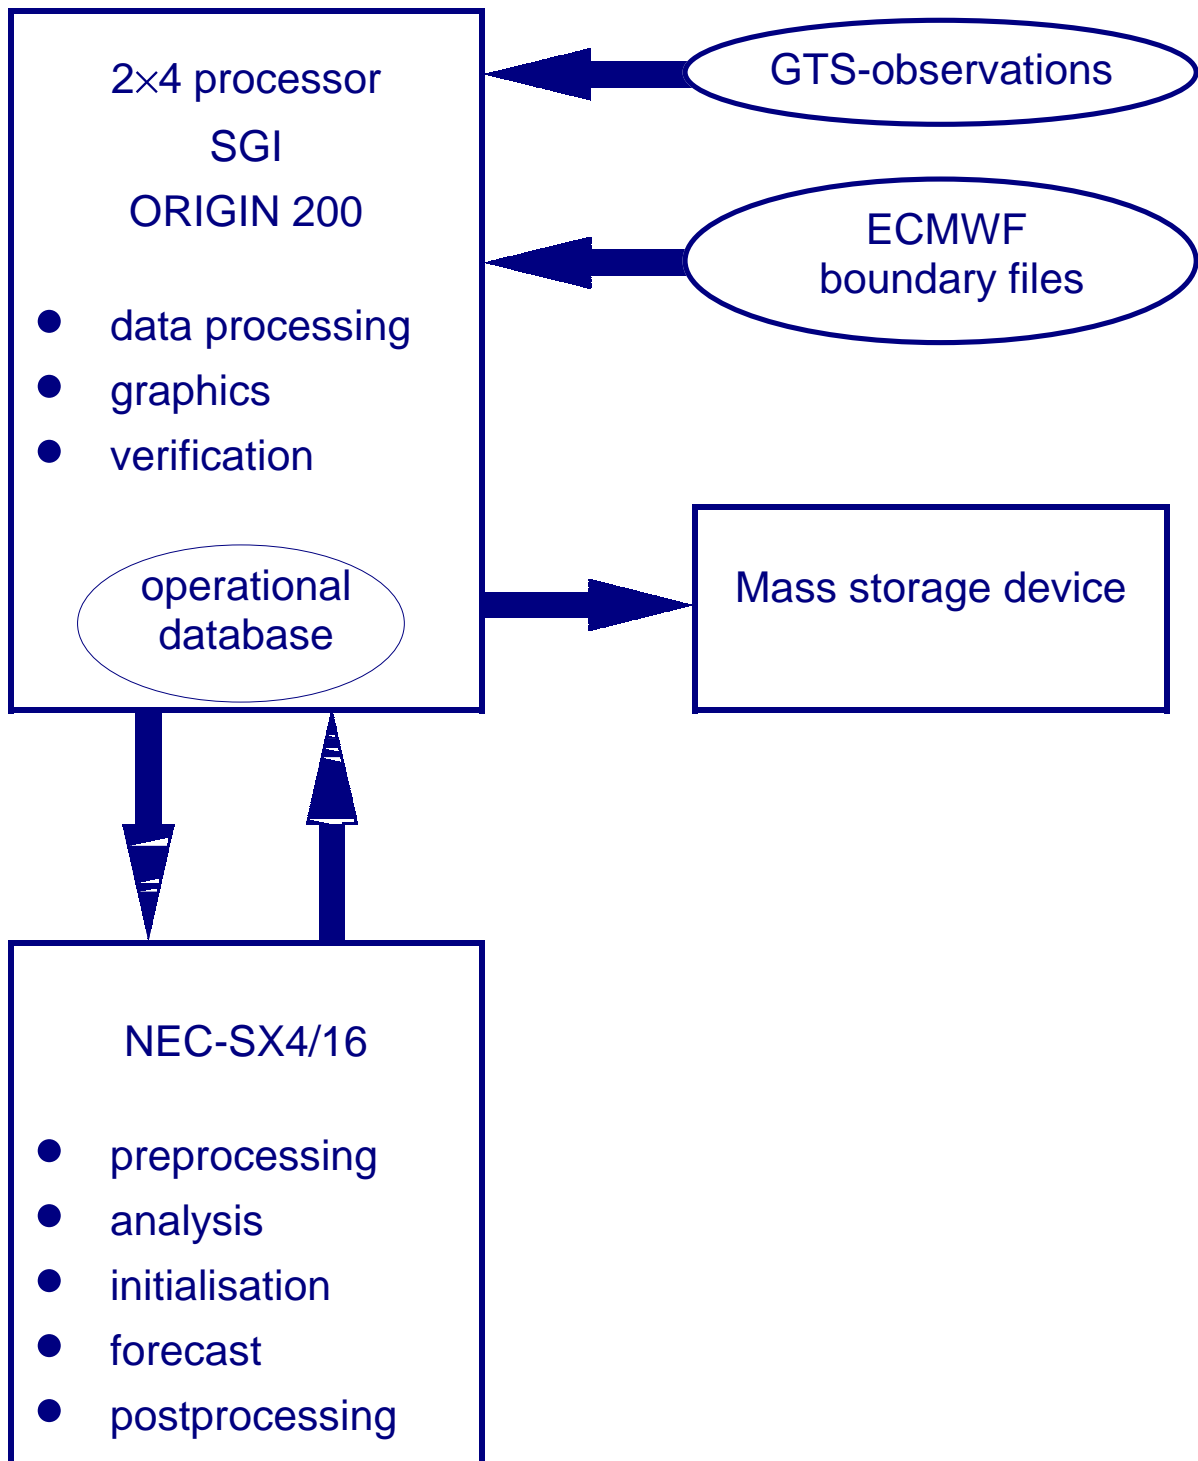 2×4 processor
SGI
ORIGIN 200
● data processing
● graphics
● verification
operational
database
GTS-observations
ECMWF
boundary files
Mass storage device
NEC-SX4/16
● preprocessing
● analysis
● initialisation
● forecast
● postprocessing